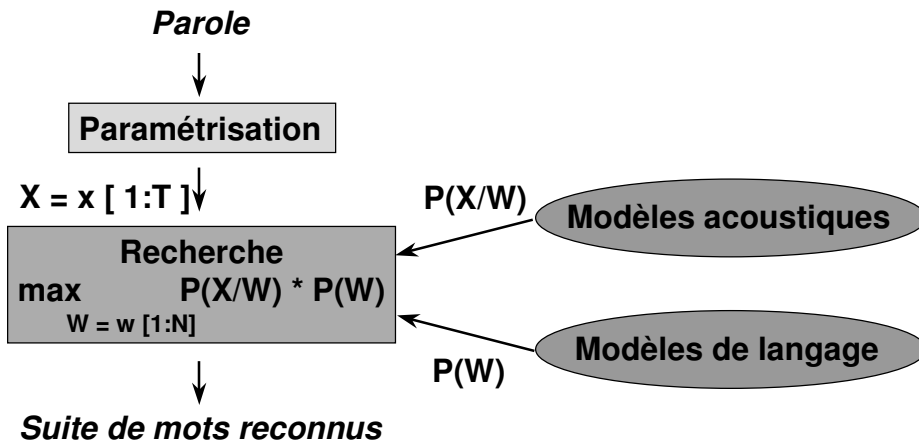 Parole
Paramétrisation
X = x [ 1:T ]
P(X/W)
Modèles acoustiques
Recherche
max P(X/W) * P(W)
W = w [1:N]
Modèles de langage
P(W)
Suite de mots reconnus